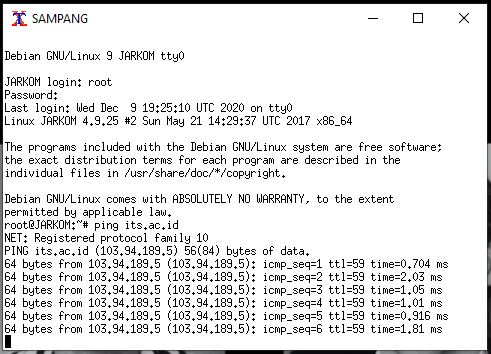 SAMPANG
Debian GNU/Linux 9 JARKOM tty0
JARKOM login: root
Password:
Last login: Wed Dec  9 19:25:10 UTC 2020 on tty0
Linux JARKOM 4.9.25 #2 Sun May 21 14:29:37 UTC 2017 x86_64
The programs included with the Debian GNU/Linux system are free software;
the exact distribution terms for each program are described in the
individual files in /usr/share/doc/*/copyright.
Debian GNU/Linux comes with ABSOLUTELY NO WARRANTY, to the extent
permitted by applicable law.
root@JARKOM:~# ping its.ac.id
NET: Registered protocol family 10
PING its.ac.id (103.94.189.5) 56(84) bytes of data.
64 bytes from 103.94.189.5 (103.94.189.5): icmp_seq=1 ttl=59 time=0.704 ms
64 bytes from 103.94.189.5 (103.94.189.5): icmp_seq=2 ttl=59 time=2.03 ms
64 bytes from 103.94.189.5 (103.94.189.5): icmp_seq=3 ttl=59 time=1.05 ms
64 bytes from 103.94.189.5 (103.94.189.5): icmp_seq=4 ttl=59 time=1.01 ms
64 bytes from 103.94.189.5 (103.94.189.5): icmp_seq=5 ttl=59 time=0.916 ms
64 bytes from 103.94.189.5 (103.94.189.5): icmp_seq=6 ttl=59 time=1.81 ms